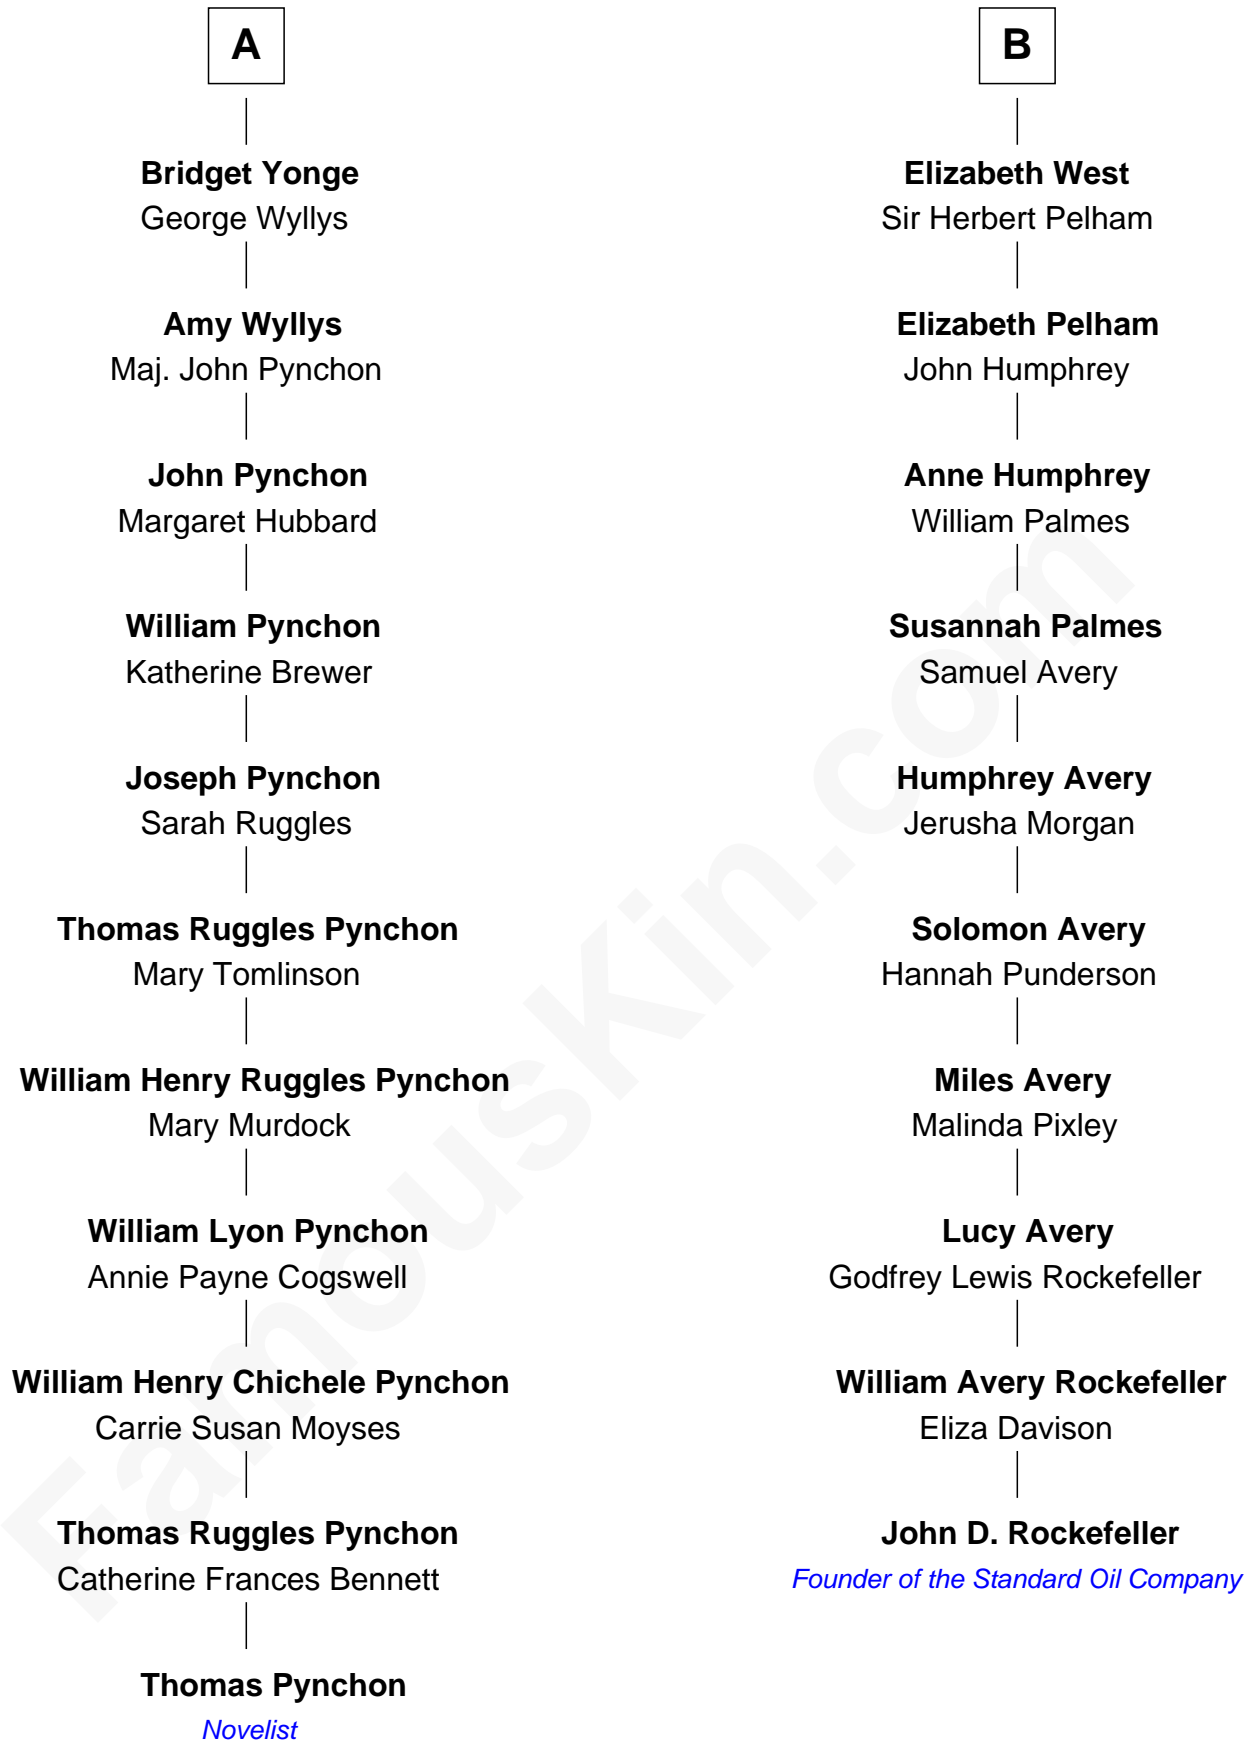 A
Bridget Yonge
George Wyllys
Amy Wyllys
Maj. John Pynchon
John Pynchon
Margaret Hubbard
William Pynchon
Katherine Brewer
Joseph Pynchon
Sarah Ruggles
Thomas Ruggles Pynchon
Mary Tomlinson
William Henry Ruggles Pynchon
Mary Murdock
William Lyon Pynchon
Annie Payne Cogswell
William Henry Chichele Pynchon
Carrie Susan Moyses
Thomas Ruggles Pynchon
Catherine Frances Bennett
Thomas Pynchon
Novelist
B
Elizabeth West
Sir Herbert Pelham
Elizabeth Pelham
John Humphrey
Anne Humphrey
William Palmes
Susannah Palmes
Samuel Avery
Humphrey Avery
Jerusha Morgan
Solomon Avery
Hannah Punderson
Miles Avery
Malinda Pixley
Lucy Avery
Godfrey Lewis Rockefeller
William Avery Rockefeller
Eliza Davison
John D. Rockefeller
Founder of the Standard Oil Company
FamousKin.com